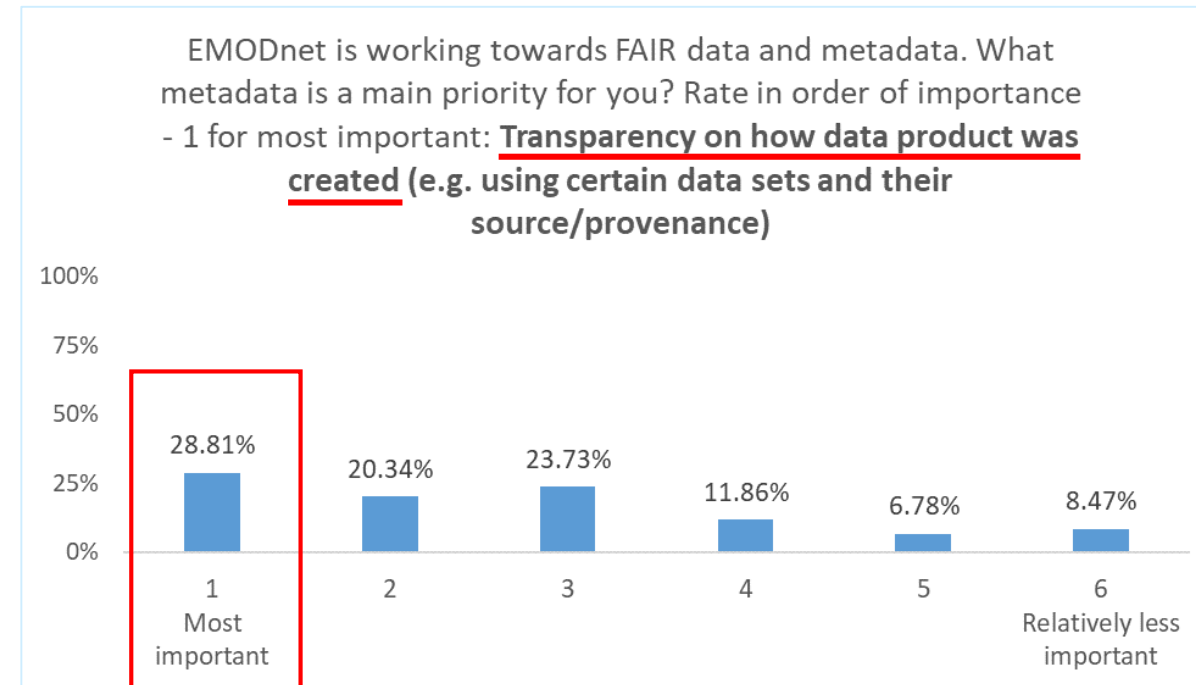 EMODnet is working towards FAIR data and metadata. What
metadata is a main priority for you? Rate in order of importance
- 1 for most important: Transparency on how data product was
created (e.g. using certain data sets and their
source/provenance)
100%
75%
50%
25%
0%
28.81%
20.34%
23.73%
11.86%
6.78%
8.47%
1
Most
important
2
3
4
5
6
Relatively less
important